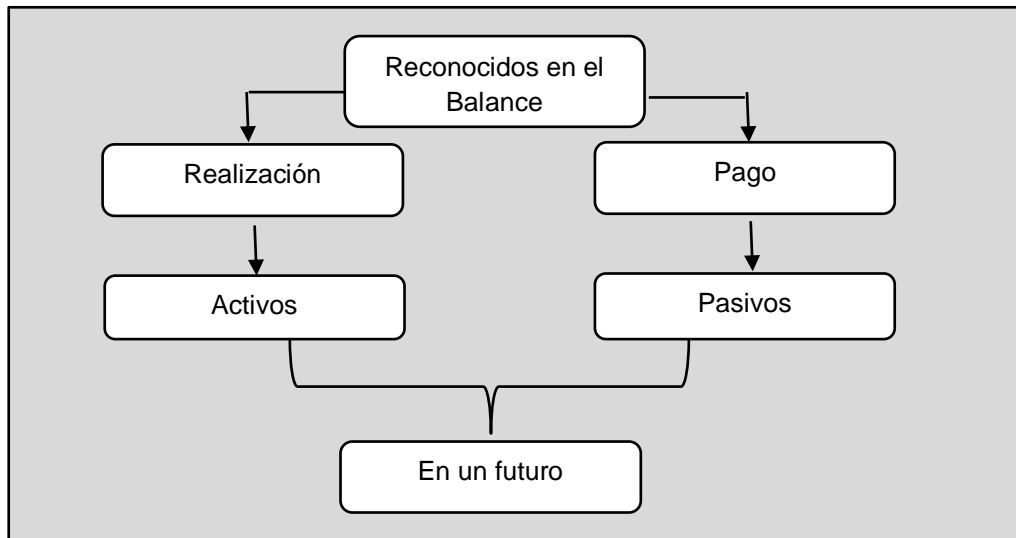 Reconocidos en el
Balance
Realización
Pago
Activos
Pasivos
En un futuro